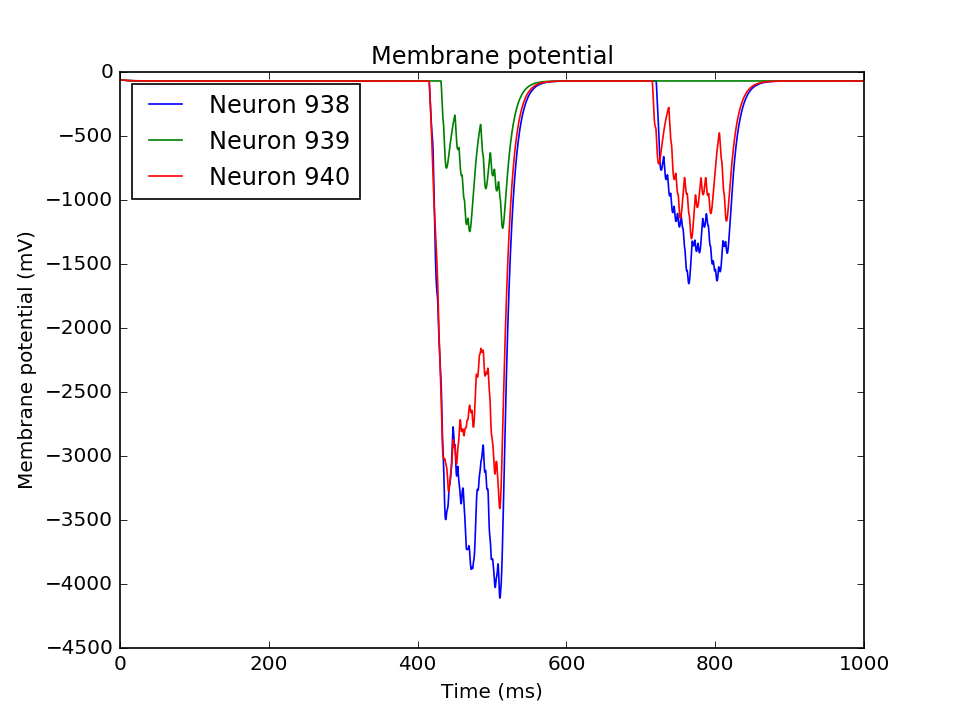 Membrane potential
0
−500
−1000
−1500
−2000
−2500
−3000
−3500
−4000
−4500
Membrane potential (mV)
Neuron 938
Neuron 939
Neuron 940
0 200 400 600 800 1000
Time (ms)